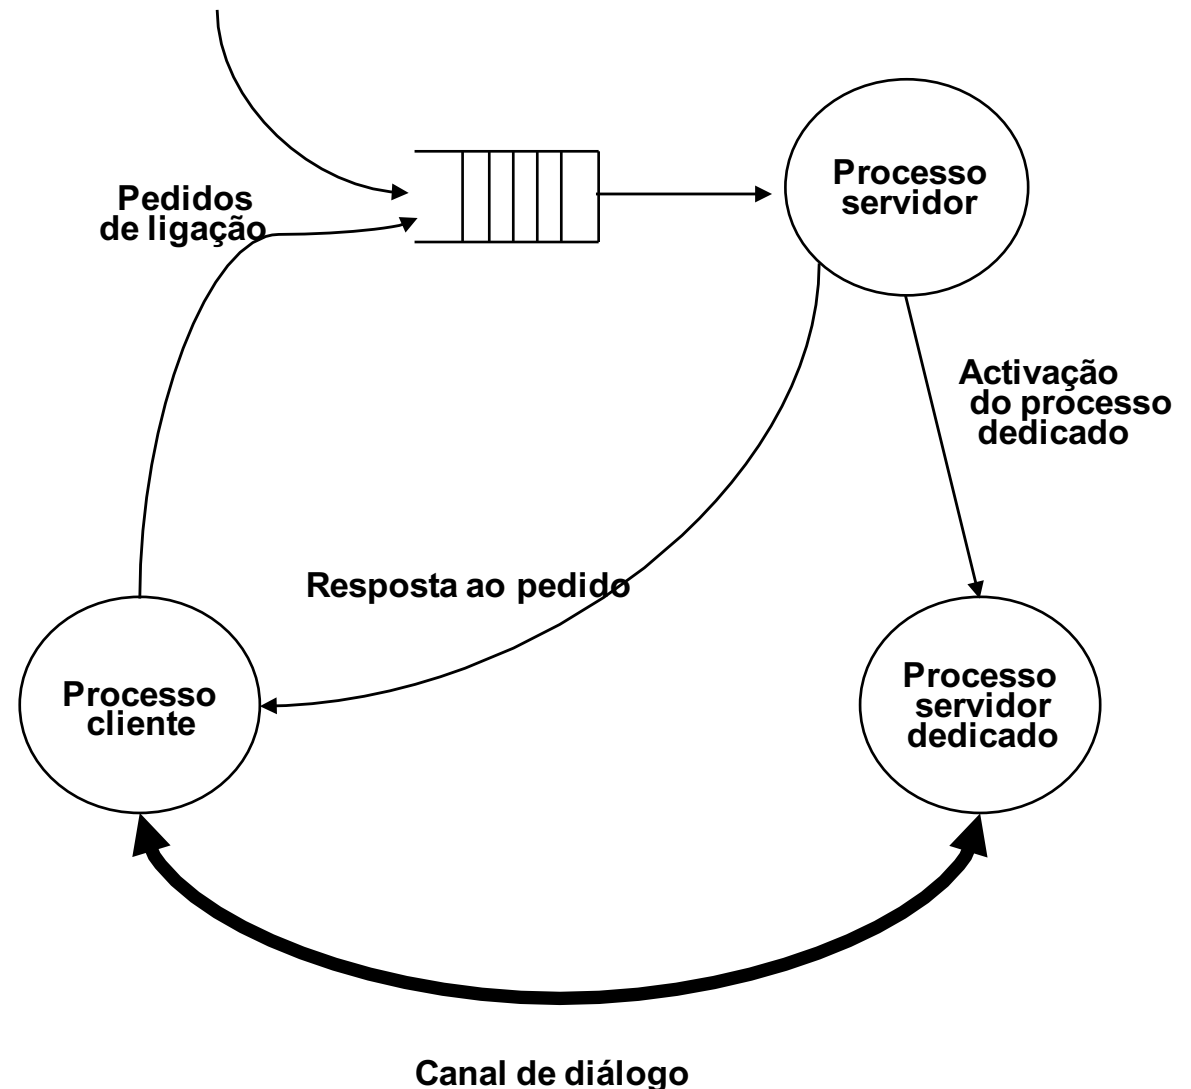 Processo
servidor
Pedidos
de ligação
Activação
do processo
dedicado
Resposta ao pedido
Processo
cliente
Processo
servidor
dedicado
Canal de diálogo